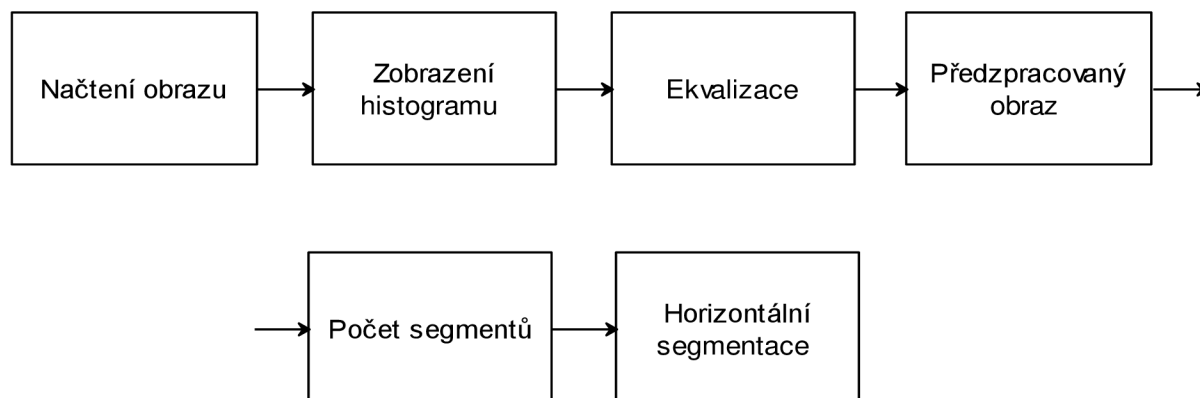 Načtení obrazu
Zobrazení
histogramu
Ekvalizace
Předzpracovaný
obraz
Počet segmentů
Horizontální
segmentace